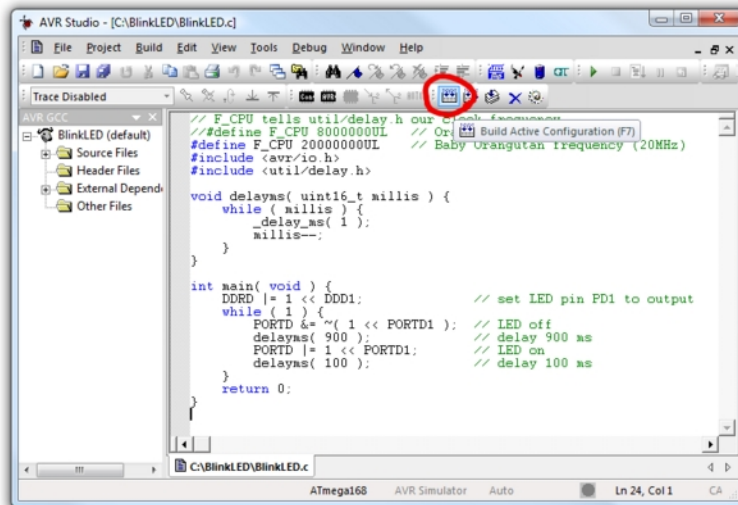 AVR Studio - [C:\BlinkLED\BlinkLED.c]
File Project Build Edit View Tools Debug Window Help
Trace Disabled
AVR GCC
BlinkLED (default)
Source Files
Header Files
External Depende
Other Files
// F_CPU tells util/delay.h our clock frequency
//#define F_CPU 8000000UL // Ora
Build Active Configuration (F7)
#define F_CPU 20000000UL // Baby Orangutan frequency (20MHz)
#include <avr/io.h>
#include <util/delay.h>
void delayms( uint16_t millis ) {
while ( millis ) {
_delay_ms( 1 );
millis--;
}
}
int main( void ) {
DDRD |= 1 << DDD1; // set LED pin PD1 to output
while ( 1 ) {
PORTD &= ~( 1 << PORTD1 ); // LED off
delayms( 900 ); // delay 900 ms
PORTD |= 1 << PORTD1; // LED on
delayms( 100 ); // delay 100 ms
}
return 0;
}
C:\BlinkLED\BlinkLED.c
ATmega168 AVR Simulator Auto Ln 24, Col 1 CA